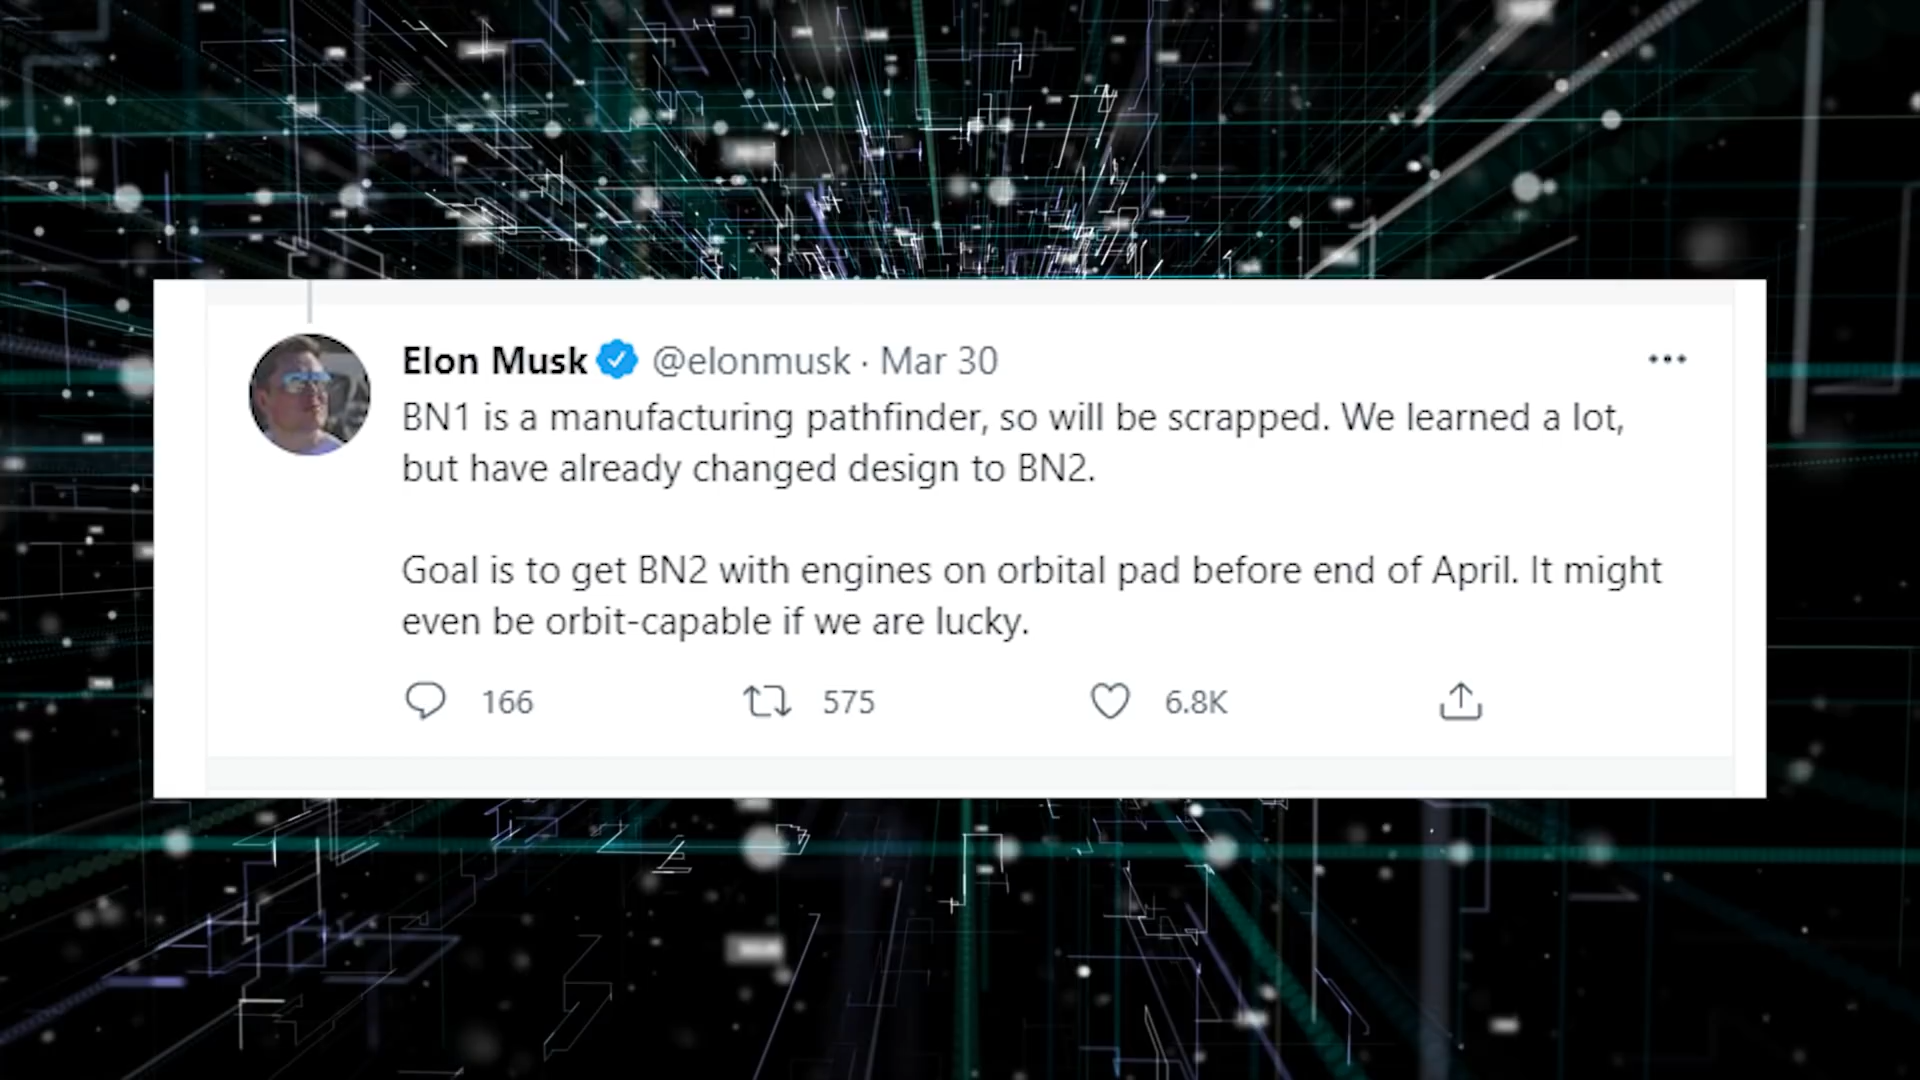 Elon Musk @elonmusk · Mar 30
BN1 is a manufacturing pathfinder, so will be scrapped. We learned a lot,
but have already changed design to BN2.
Goal is to get BN2 with engines on orbital pad before end of April. It might
even be orbit-capable if we are lucky.
166 575 6.8K